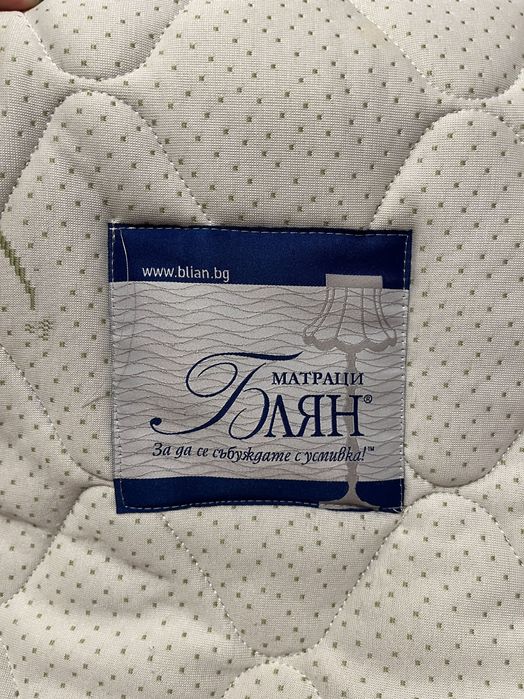 www.blian.bg
МАТРАЦИ
БЛЯН®
За да се събуждате с усмивка!™